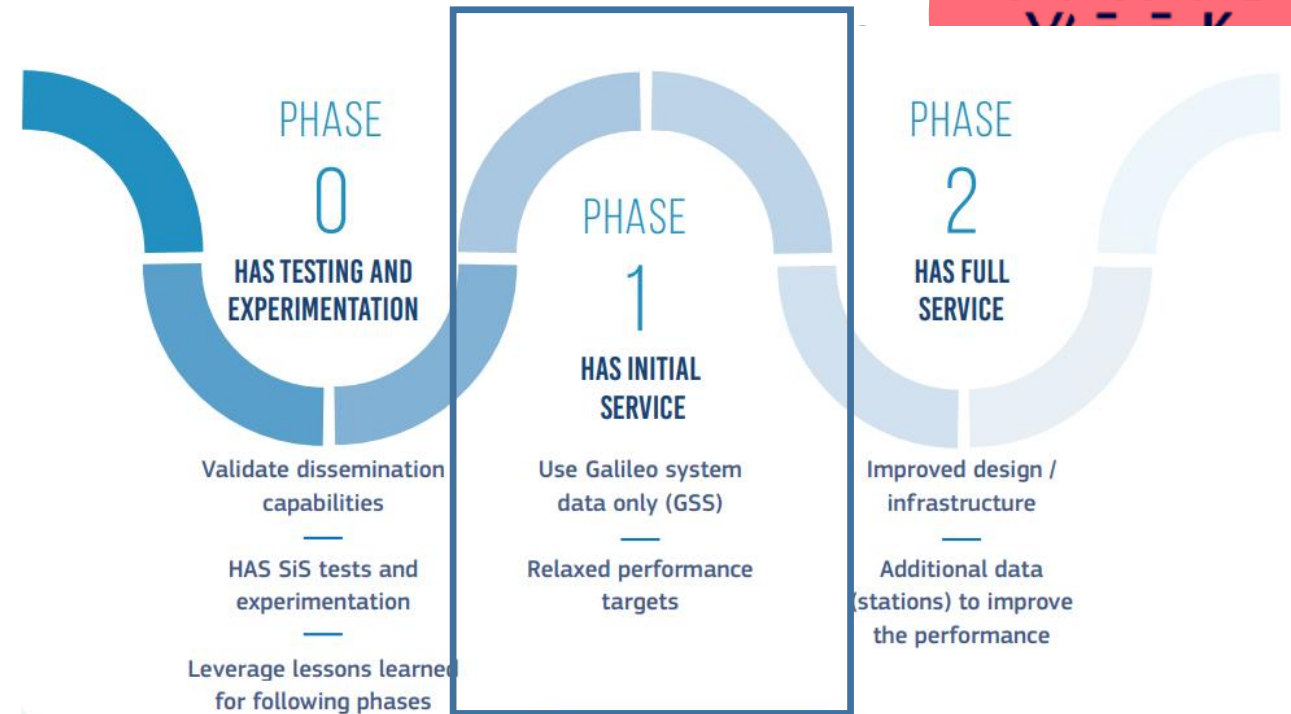 PHASE
0
HAS TESTING AND
EXPERIMENTATION
Validate dissemination
capabilities
HAS SiS tests and
experimentation
Leverage lessons learned
for following phases
PHASE
1
HAS INITIAL
SERVICE
Use Galileo system
data only (GSS)
Relaxed performance
targets
PHASE
2
HAS FULL
SERVICE
Improved design /
infrastructure
Additional data
(stations) to improve
the performance